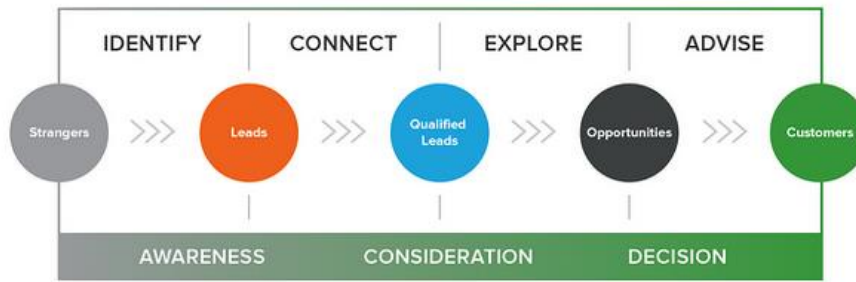 IDENTIFY CONNECT EXPLORE ADVISE
Strangers Leads Qualified Leads Opportunities Customers
AWARENESS CONSIDERATION DECISION